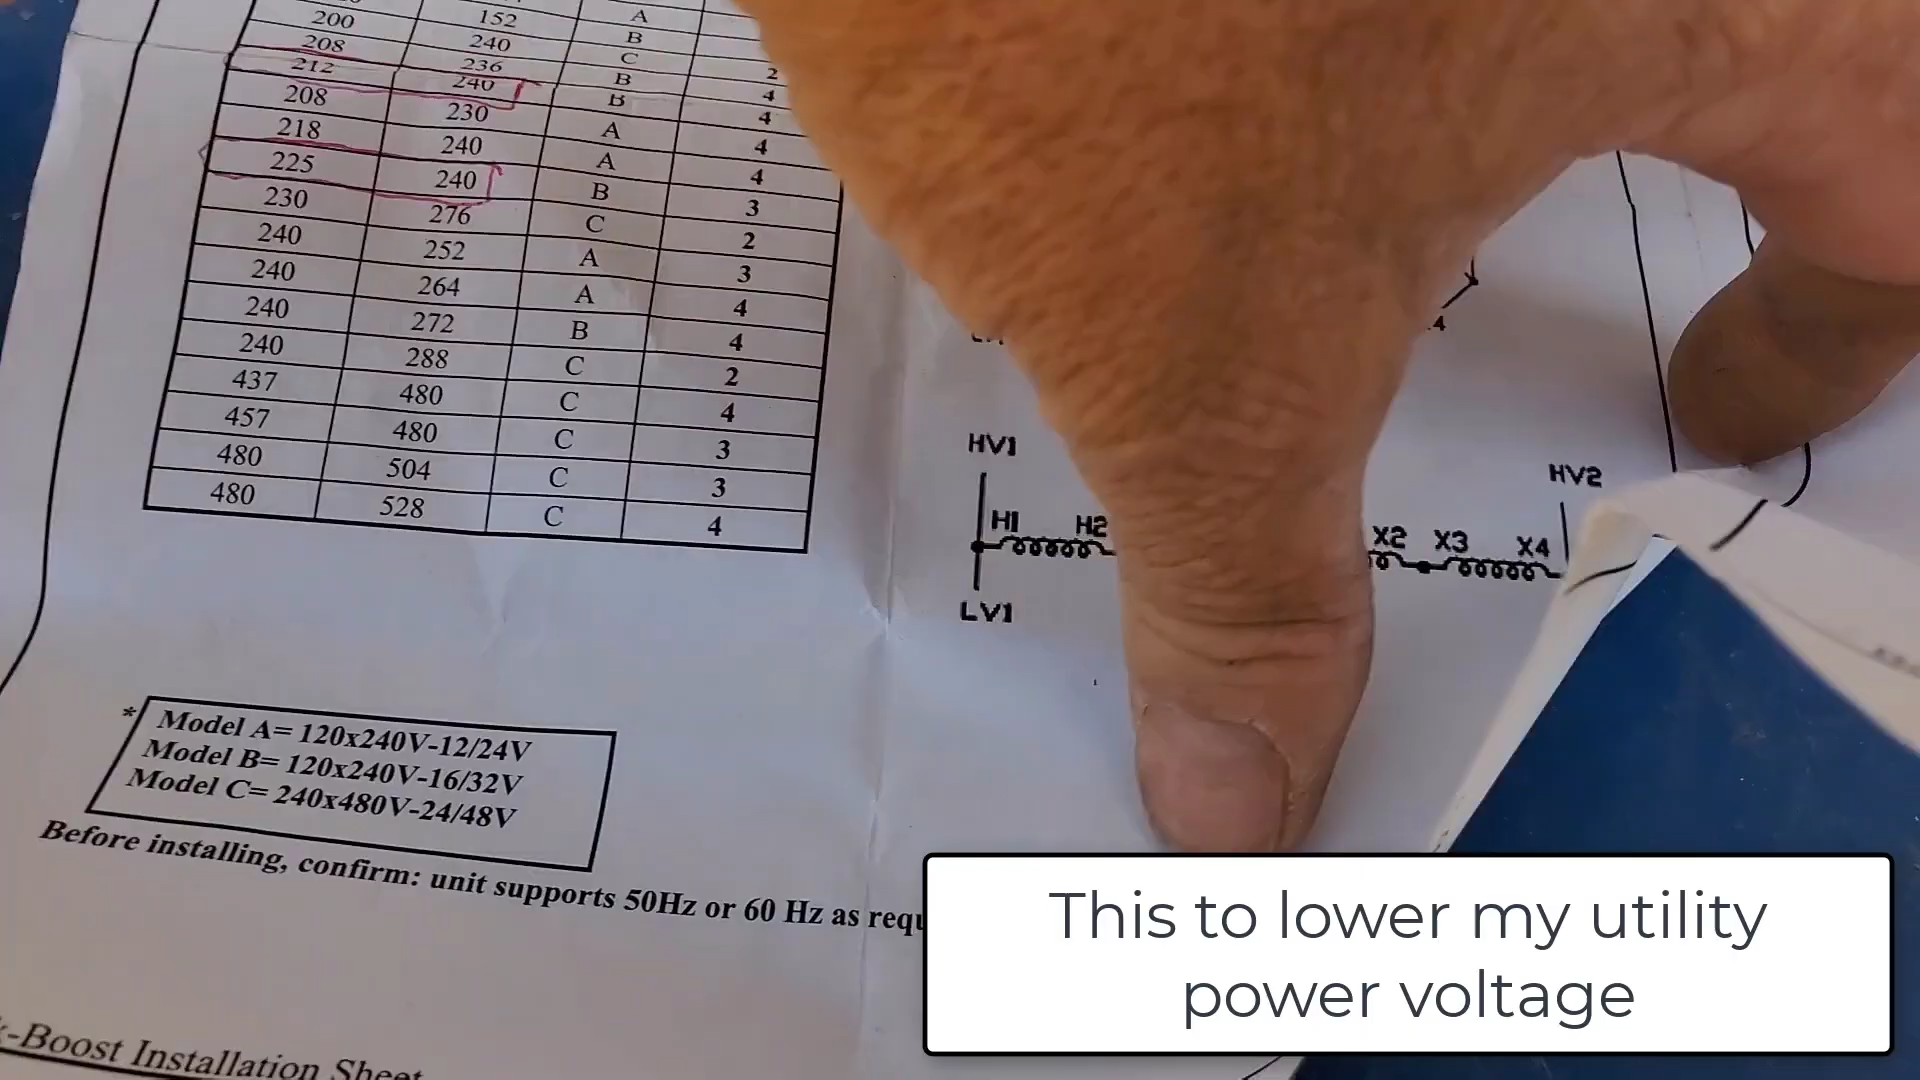 200 152 A
208 240 B
212 236 C 2
208 240 B 4
218 230 B 4
225 240 A 4
230 240 A 4
240 276 B 3
240 252 C 2
240 264 A 3
240 272 A 4
437 288 B 4
457 480 C 2
480 480 C 4
480 504 C 3
528 C 3
C 4
HV1
HV2
H1 H2
X2 X3 X4
LV1
* Model A= 120x240V-12/24V
Model B= 120x240V-16/32V
Model C= 240x480V-24/48V
Before installing, confirm: unit supports 50Hz or 60 Hz as
-Boost Installation Sheet
This to lower my utility
power voltage